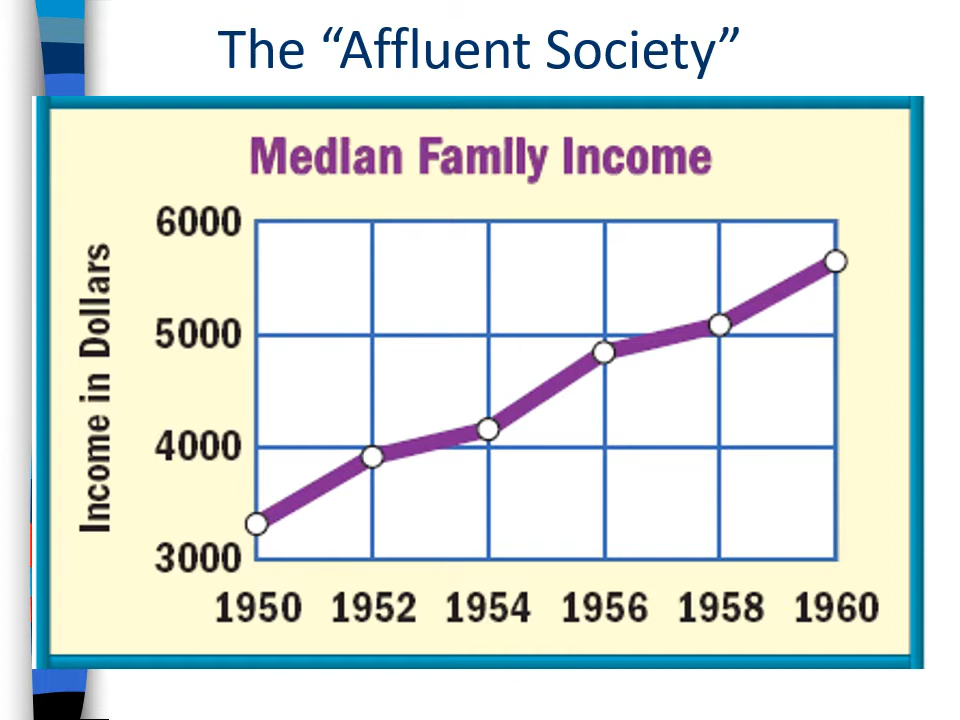 The “Affluent Society”
Median Family Income
Income in Dollars
6000
5000
4000
3000
1950 1952 1954 1956 1958 1960